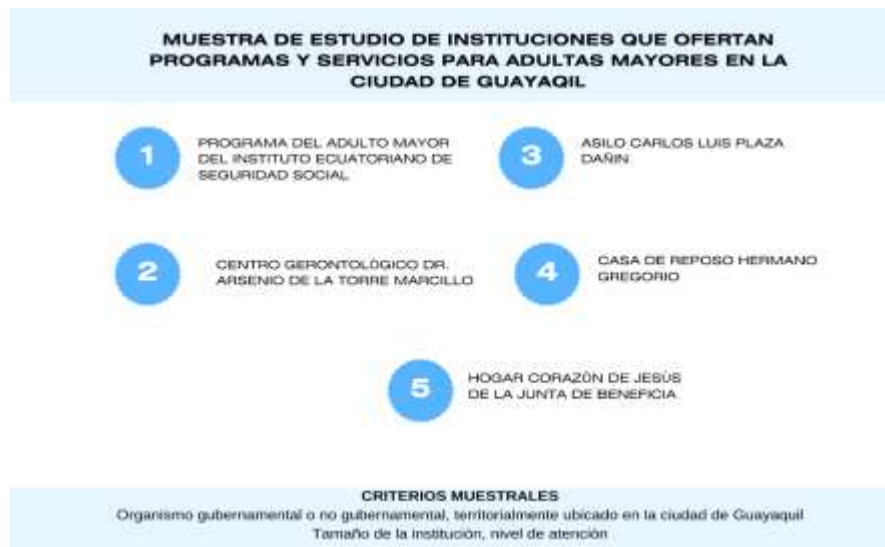 MUESTRA DE ESTUDIO DE INSTITUCIONES QUE OFERTAN
PROGRAMAS Y SERVICIOS PARA ADULTAS MAYORES EN LA
CIUDAD DE GUAYAQIL
1
PROGRAMA DEL ADULTO MAYOR
DEL INSTITUTO ECUATORIANO DE
SEGURIDAD SOCIAL
2
CENTRO GERONTOLÓGICO DR.
ARSENIO DE LA TORRE MARCILLO
3
ASILO CARLOS LUIS PLAZA
DAÑIN
4
CASA DE REPOSO HERMANO
GREGORIO
5
HOGAR CORAZÓN DE JESÚS
DE LA JUNTA DE BENEFICIA
CRITERIOS MUESTRALES
Organismo gubernamental o no gubernamental, territorialmente ubicado en la ciudad de Guayaquil
Tamaño de la Institución, nivel de atención